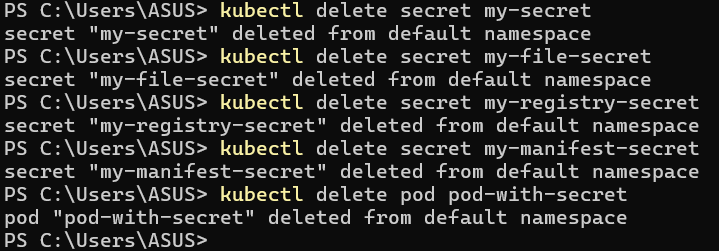 PS C:\Users\ASUS> kubectl delete secret my-secret
secret "my-secret" deleted from default namespace
PS C:\Users\ASUS> kubectl delete secret my-file-secret
secret "my-file-secret" deleted from default namespace
PS C:\Users\ASUS> kubectl delete secret my-registry-secret
secret "my-registry-secret" deleted from default namespace
PS C:\Users\ASUS> kubectl delete secret my-manifest-secret
secret "my-manifest-secret" deleted from default namespace
PS C:\Users\ASUS> kubectl delete pod pod-with-secret
pod "pod-with-secret" deleted from default namespace
PS C:\Users\ASUS>